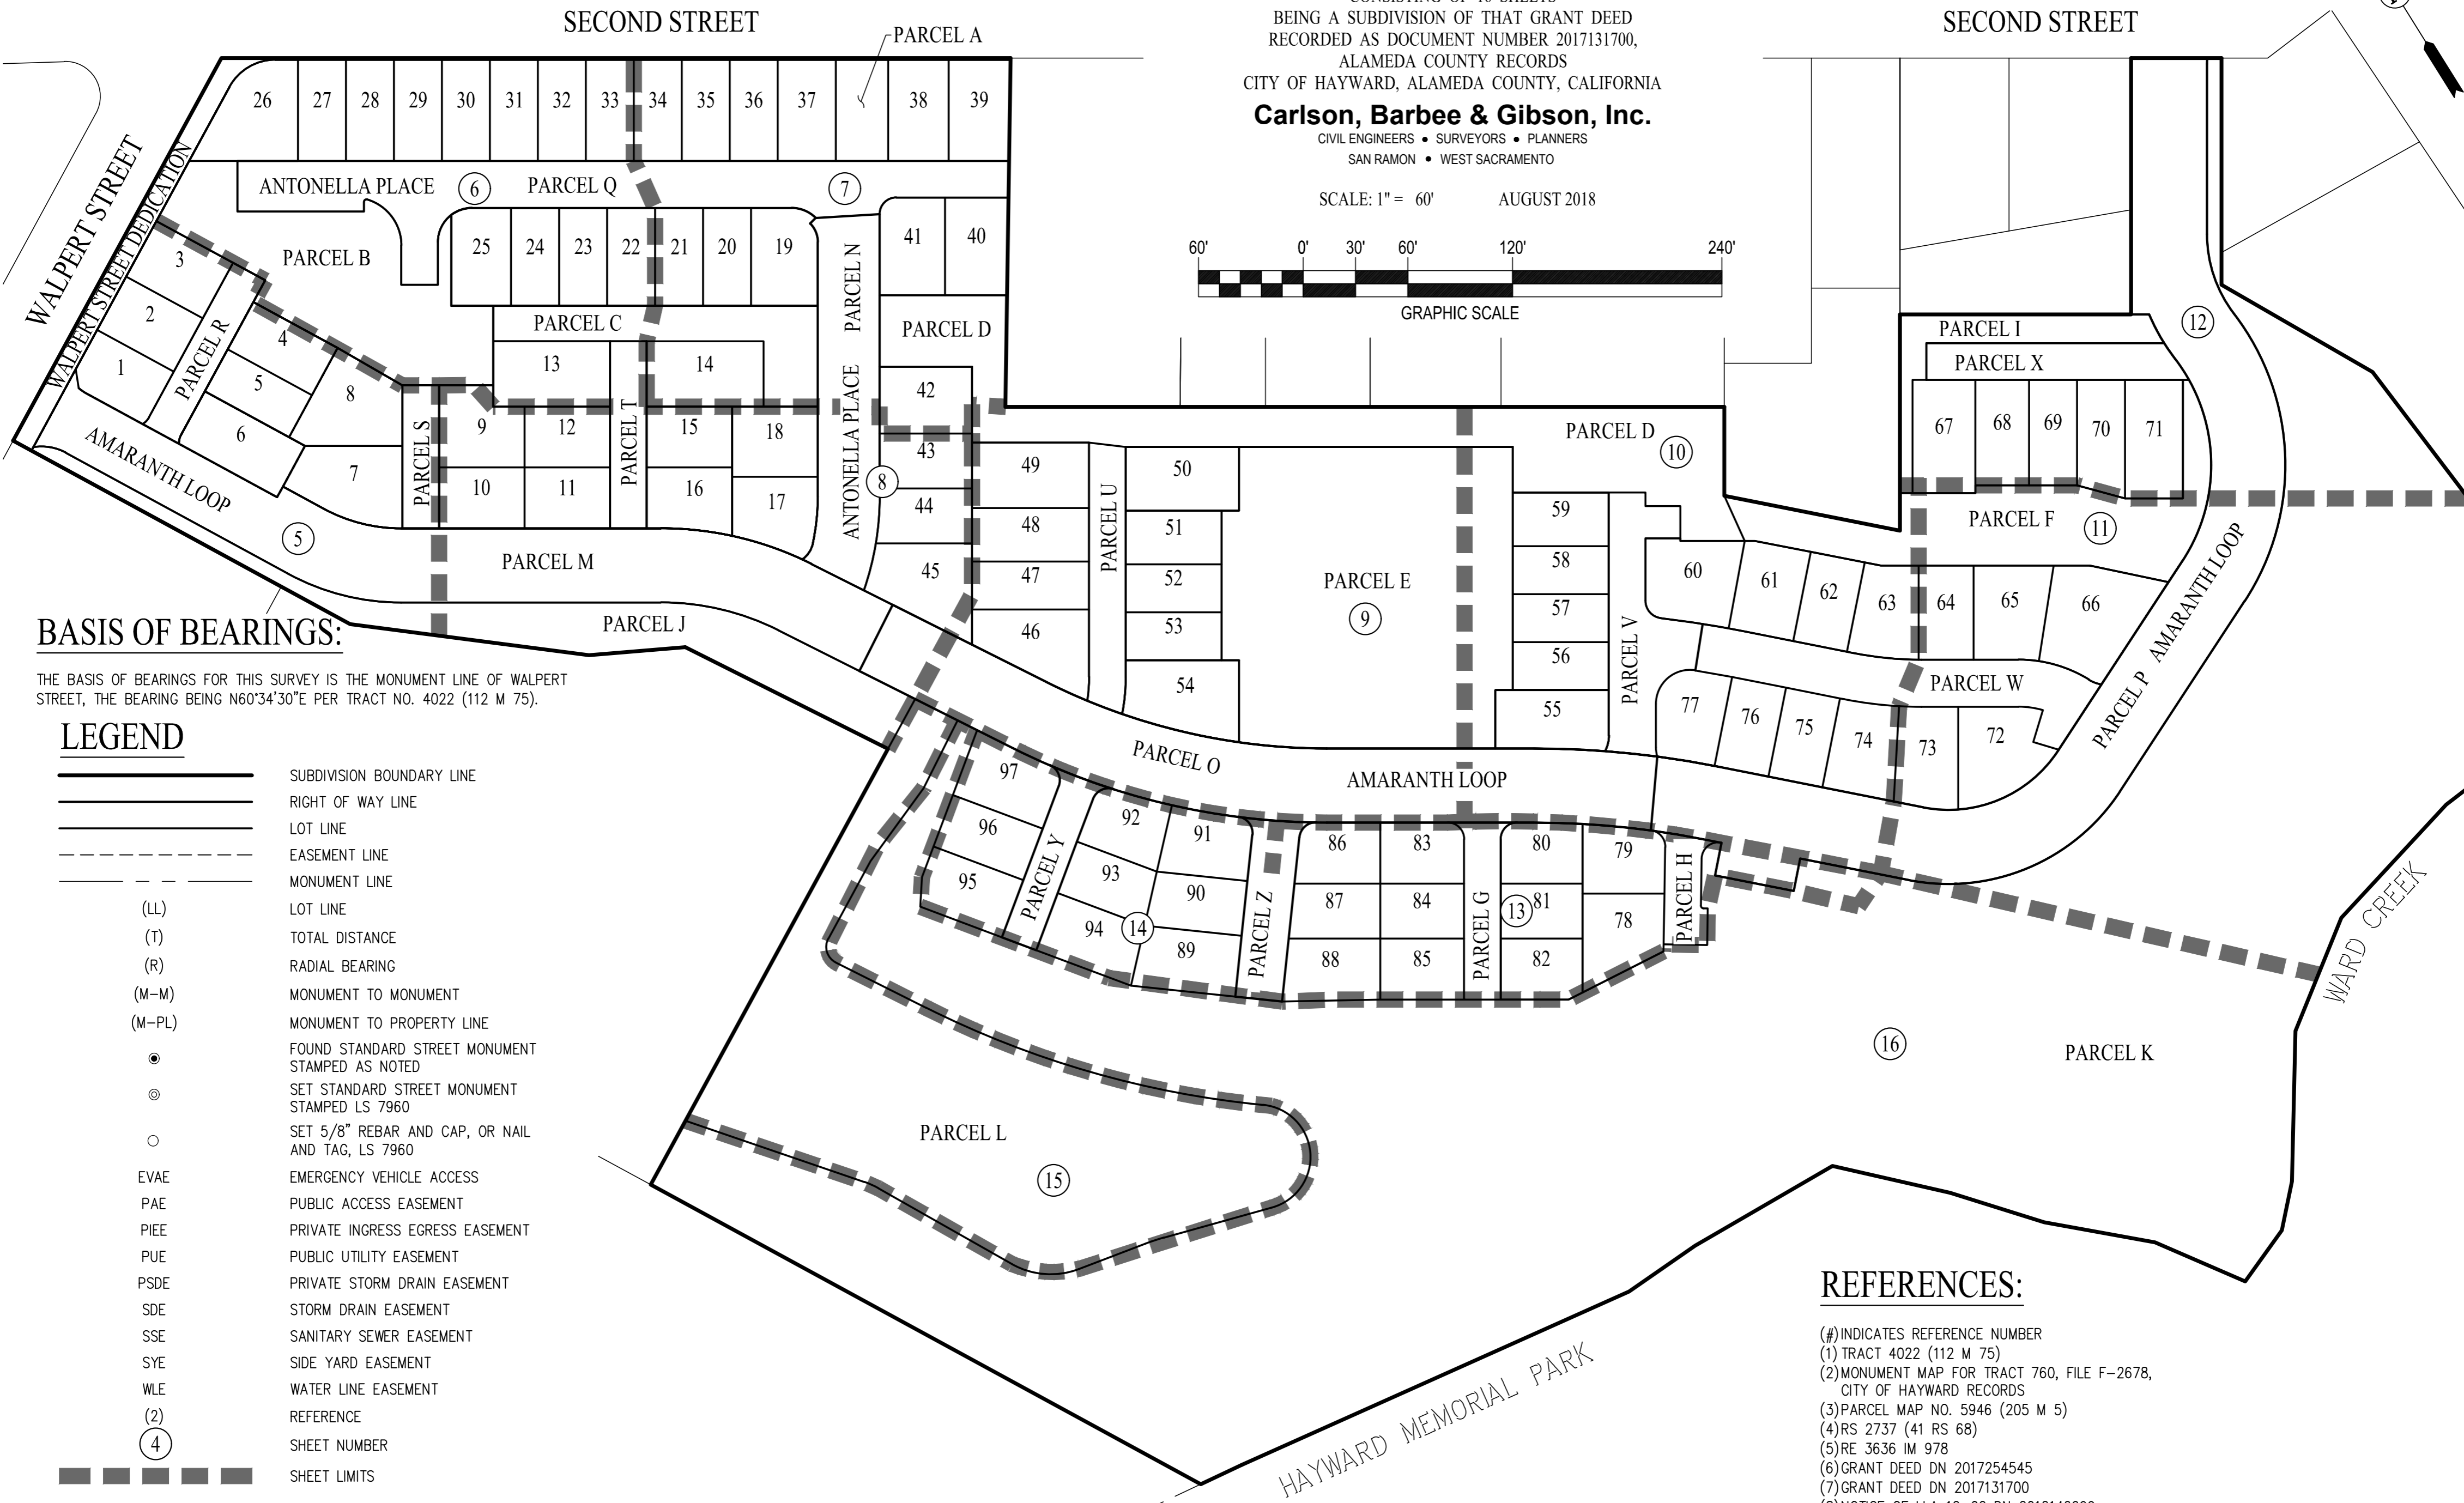 SECOND STREET
PARCEL A
BEING A SUBDIVISION OF THAT GRANT DEED
RECORDED AS DOCUMENT NUMBER 2017131700,
ALAMEDA COUNTY RECORDS
CITY OF HAYWARD, ALAMEDA COUNTY, CALIFORNIA
Carlson, Barbee & Gibson, Inc.
CIVIL ENGINEERS • SURVEYORS • PLANNERS
SAN RAMON • WEST SACRAMENTO
SCALE: 1" = 60' AUGUST 2018
60' 0' 30' 60' 120' 240'
GRAPHIC SCALE
SECOND STREET
26 27 28 29 30 31 32 33 34 35 36 37 38 39
WALPERT STREET
WALPERT STREET DEDICATION
ANTONELLA PLACE 6 PARCEL Q 7
PARCEL B
25 24 23 22 21 20 19
PARCEL N
41 40
3
2
1
PARCEL R
4
5
6
8
7
PARCEL C
PARCEL D
13 14
42
PARCEL S
9 12
10 11
PARCEL T
15 18
16 17
ANTONELLA PLACE
8
43
44
45
AMARANTH LOOP
5
PARCEL M
PARCEL J
49
48
47
46
PARCEL U
50
51
52
53
54
PARCEL E
9
PARCEL D
10
59
58
57
56
55
PARCEL V
60 61 62 63 64 65 66
PARCEL I
PARCEL X
12
67 68 69 70 71
PARCEL F
11
PARCEL W
77 76 75 74 73 72
PARCEL P AMARANTH LOOP
PARCEL O
AMARANTH LOOP
97
96
95
PARCEL Y
92 91
93 90
94 14 89
PARCEL Z
86 83
87 84
88 85
PARCEL G
80 79
13 81
78
82
PARCEL H
16
PARCEL K
WARD CREEK
PARCEL L
15
HAYWARD MEMORIAL PARK
BASIS OF BEARINGS:
THE BASIS OF BEARINGS FOR THIS SURVEY IS THE MONUMENT LINE OF WALPERT
STREET, THE BEARING BEING N60°34'30"E PER TRACT NO. 4022 (112 M 75).
LEGEND
SUBDIVISION BOUNDARY LINE
RIGHT OF WAY LINE
LOT LINE
EASEMENT LINE
MONUMENT LINE
(LL) LOT LINE
(T) TOTAL DISTANCE
(R) RADIAL BEARING
(M-M) MONUMENT TO MONUMENT
(M-PL) MONUMENT TO PROPERTY LINE
FOUND STANDARD STREET MONUMENT
STAMPED AS NOTED
SET STANDARD STREET MONUMENT
STAMPED LS 7960
SET 5/8" REBAR AND CAP, OR NAIL
AND TAG, LS 7960
EVAE EMERGENCY VEHICLE ACCESS
PAE PUBLIC ACCESS EASEMENT
PIEE PRIVATE INGRESS EGRESS EASEMENT
PUE PUBLIC UTILITY EASEMENT
PSDE PRIVATE STORM DRAIN EASEMENT
SDE STORM DRAIN EASEMENT
SSE SANITARY SEWER EASEMENT
SYE SIDE YARD EASEMENT
WLE WATER LINE EASEMENT
(2) REFERENCE
4 SHEET NUMBER
SHEET LIMITS
REFERENCES:
(#) INDICATES REFERENCE NUMBER
(1) TRACT 4022 (112 M 75)
(2) MONUMENT MAP FOR TRACT 760, FILE F-2678,
CITY OF HAYWARD RECORDS
(3) PARCEL MAP NO. 5946 (205 M 5)
(4) RS 2737 (41 RS 68)
(5) RE 3636 IM 978
(6) GRANT DEED DN 2017254545
(7) GRANT DEED DN 2017131700